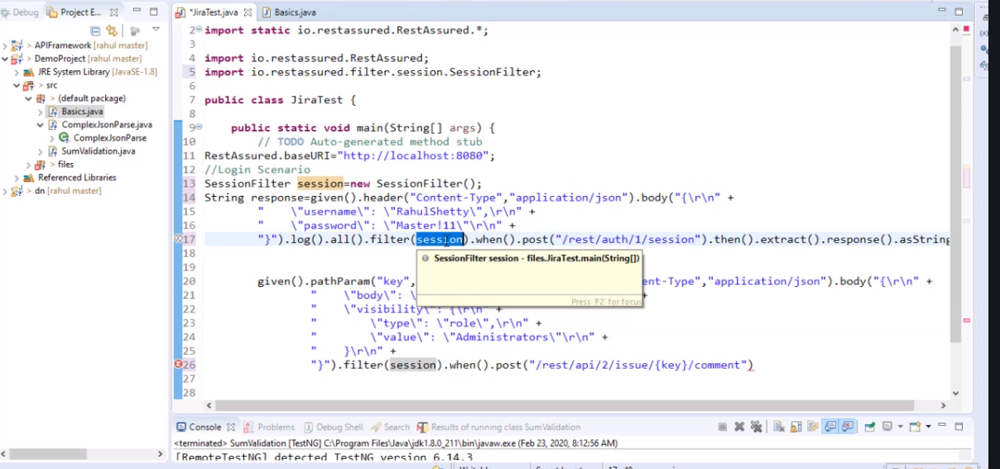 Debug
Project E...
*JiraTest.java
Basics.java
> APIFramework [rahul master]
> DemoProject [rahul master]
JRE System Library [JavaSE-1.8]
> src
> (default package)
Basics.java
ComplexJsonParse.java
ComplexJsonParse
SumValidation.java
> files
Referenced Libraries
> dn [rahul master]
2 import static io.restassured.RestAssured.*;
3
4 import io.restassured.RestAssured;
5 import io.restassured.filter.session.SessionFilter;
6
7 public class JiraTest {
8
9 public static void main(String[] args) {
10 // TODO Auto-generated method stub
11 RestAssured.baseURI="http://localhost:8080";
12 //Login Scenario
13 SessionFilter session=new SessionFilter();
14 String response=given().header("Content-Type","application/json").body("{\r\n" +
15 " \"username\": \"RahulShetty\",\r\n" +
16 " \"password\": \"Master!11\"\r\n" +
17 "}").log().all().filter(session).when().post("/rest/auth/1/session").then().extract().response().asString
18
SessionFilter session - files.JiraTest.main(String[])
Press 'F2' for focus
19
20 given().pathParam("key", ent-Type","application/json").body("{\r\n" +
21 " \"body\": \ +
22 " \"visibility\": {\r\n" +
23 " \"type\": \"role\",\r\n" +
24 " \"value\": \"Administrators\"\r\n" +
25 " }\r\n" +
26 "}").filter(session).when().post("/rest/api/2/issue/{key}/comment")
27
28
Console
Problems
Debug Shell
Search
Results of running class SumValidation
<terminated> SumValidation [TestNG] C:\Program Files\Java\jdk1.8.0_211\bin\javaw.exe (Feb 23, 2020, 8:12:56 AM)
[RemoteTestNG] detected TestNG version 6.14.3